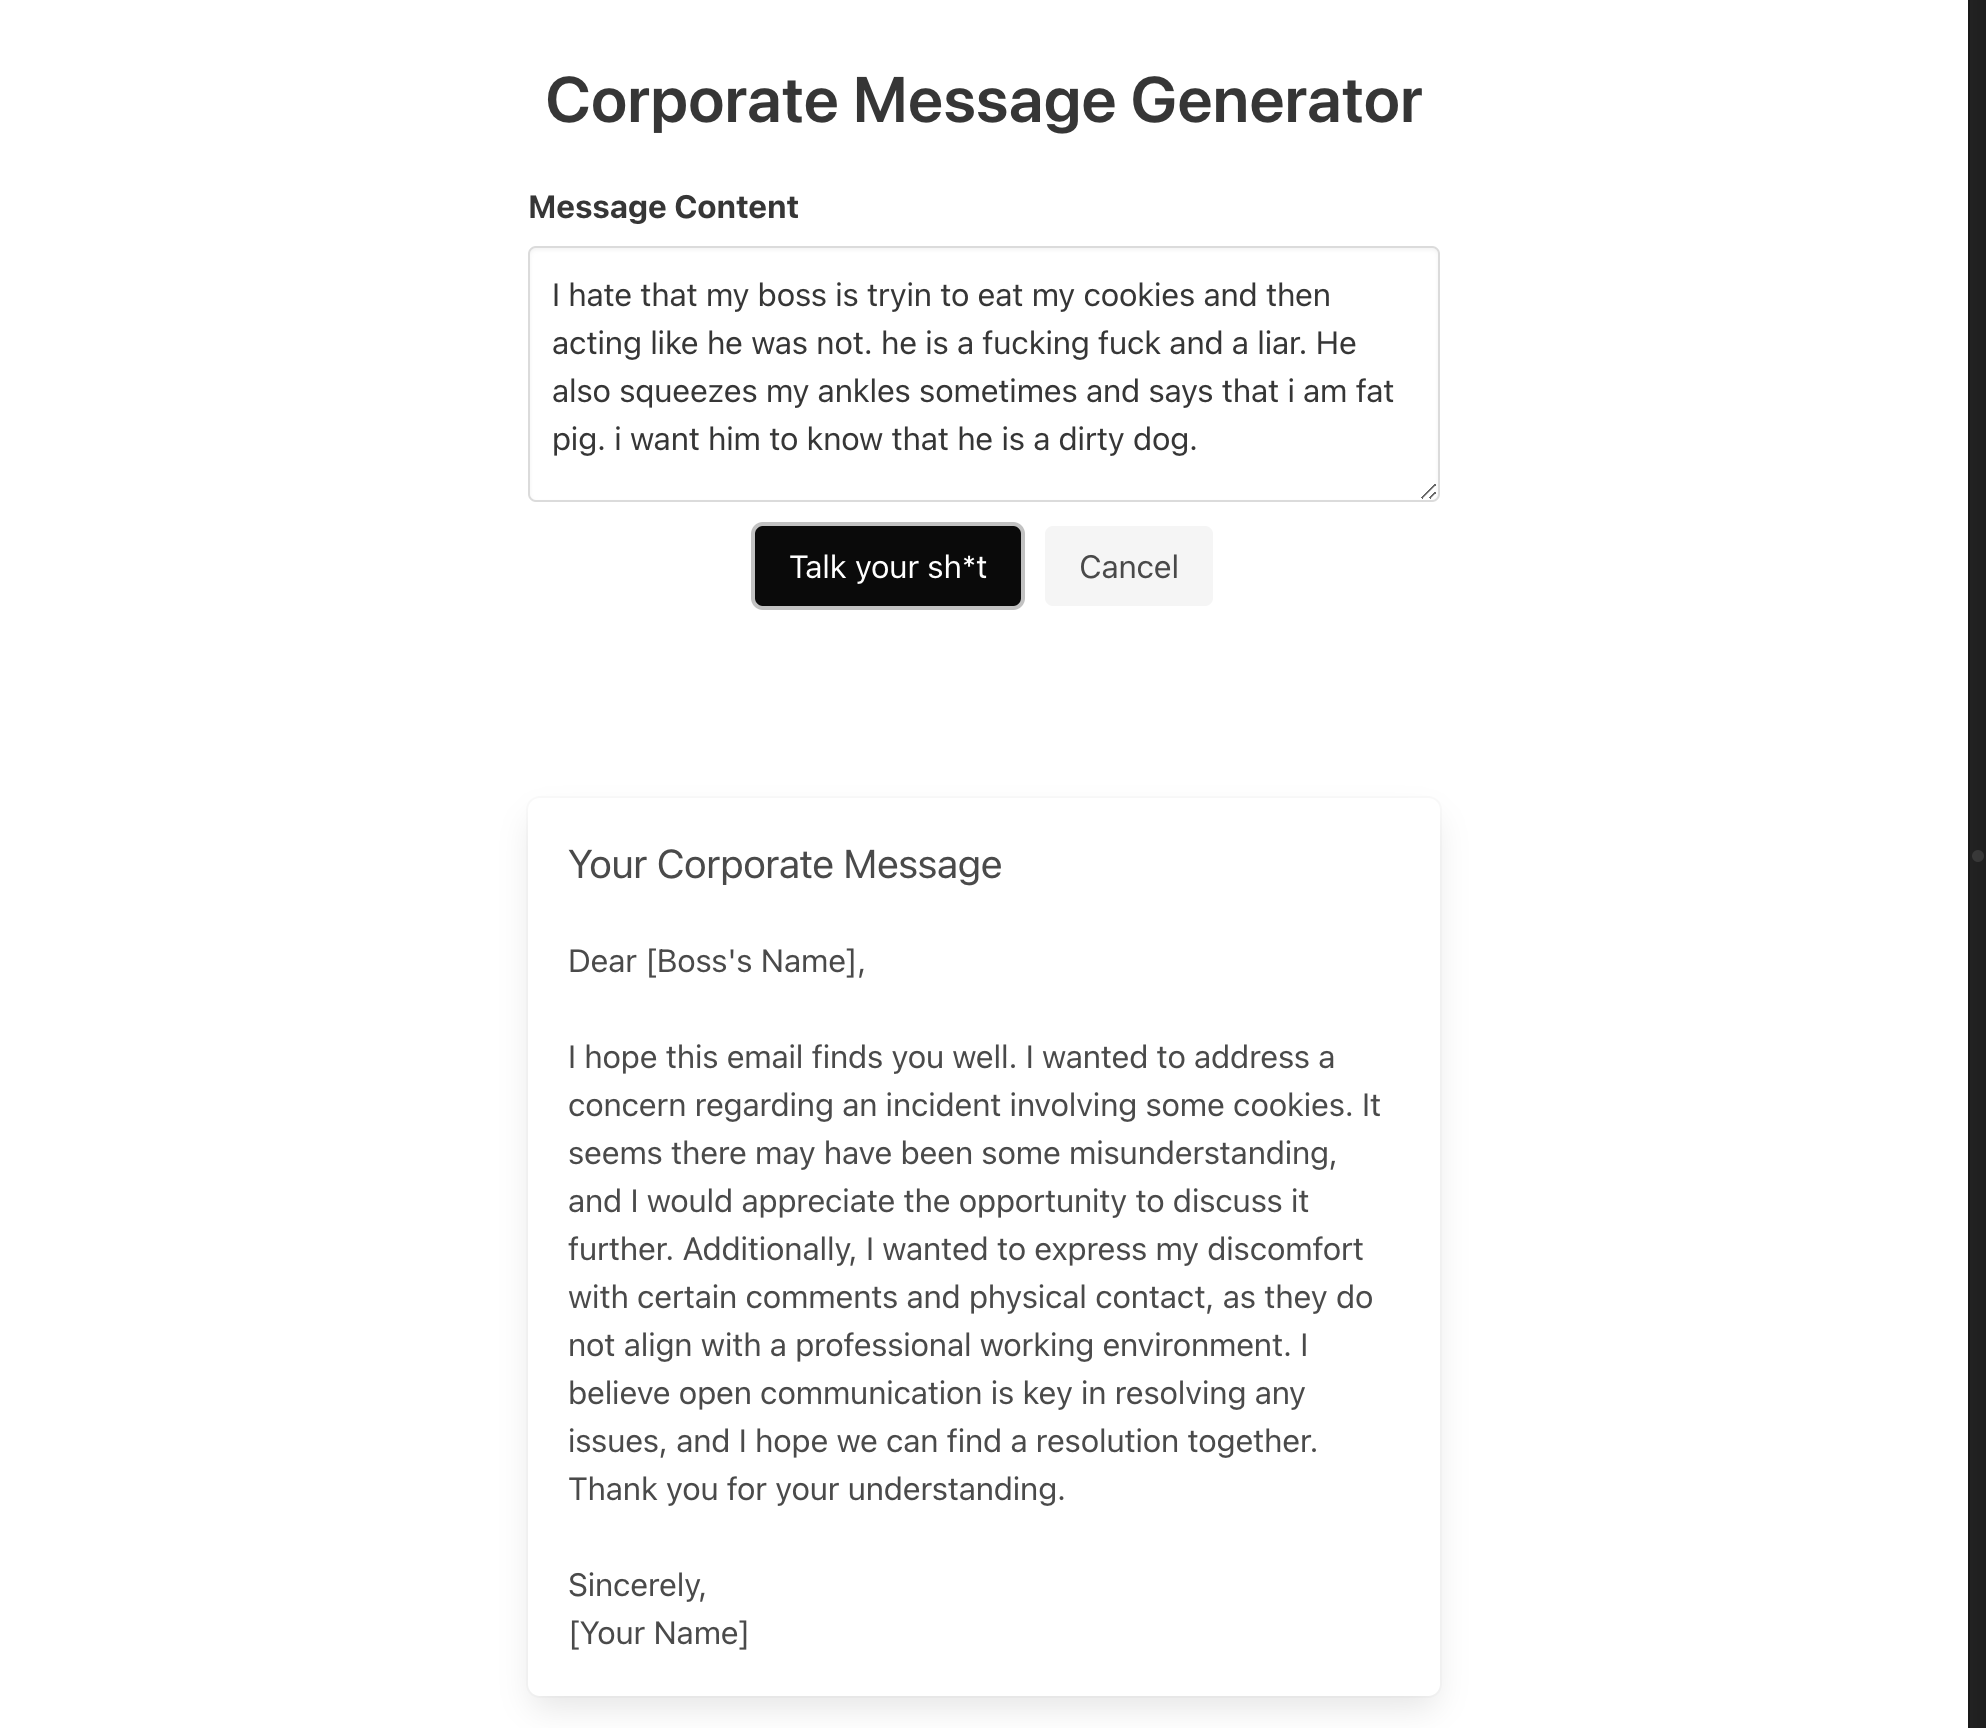 Corporate Message Generator
Message Content
I hate that my boss is tryin to eat my cookies and then
acting like he was not. he is a fucking fuck and a liar. He
also squeezes my ankles sometimes and says that i am fat
pig. i want him to know that he is a dirty dog.
Talk your sh*t
Cancel
Your Corporate Message
Dear [Boss's Name],
I hope this email finds you well. I wanted to address a
concern regarding an incident involving some cookies. It
seems there may have been some misunderstanding,
and I would appreciate the opportunity to discuss it
further. Additionally, I wanted to express my discomfort
with certain comments and physical contact, as they do
not align with a professional working environment. I
believe open communication is key in resolving any
issues, and I hope we can find a resolution together.
Thank you for your understanding.
Sincerely,
[Your Name]